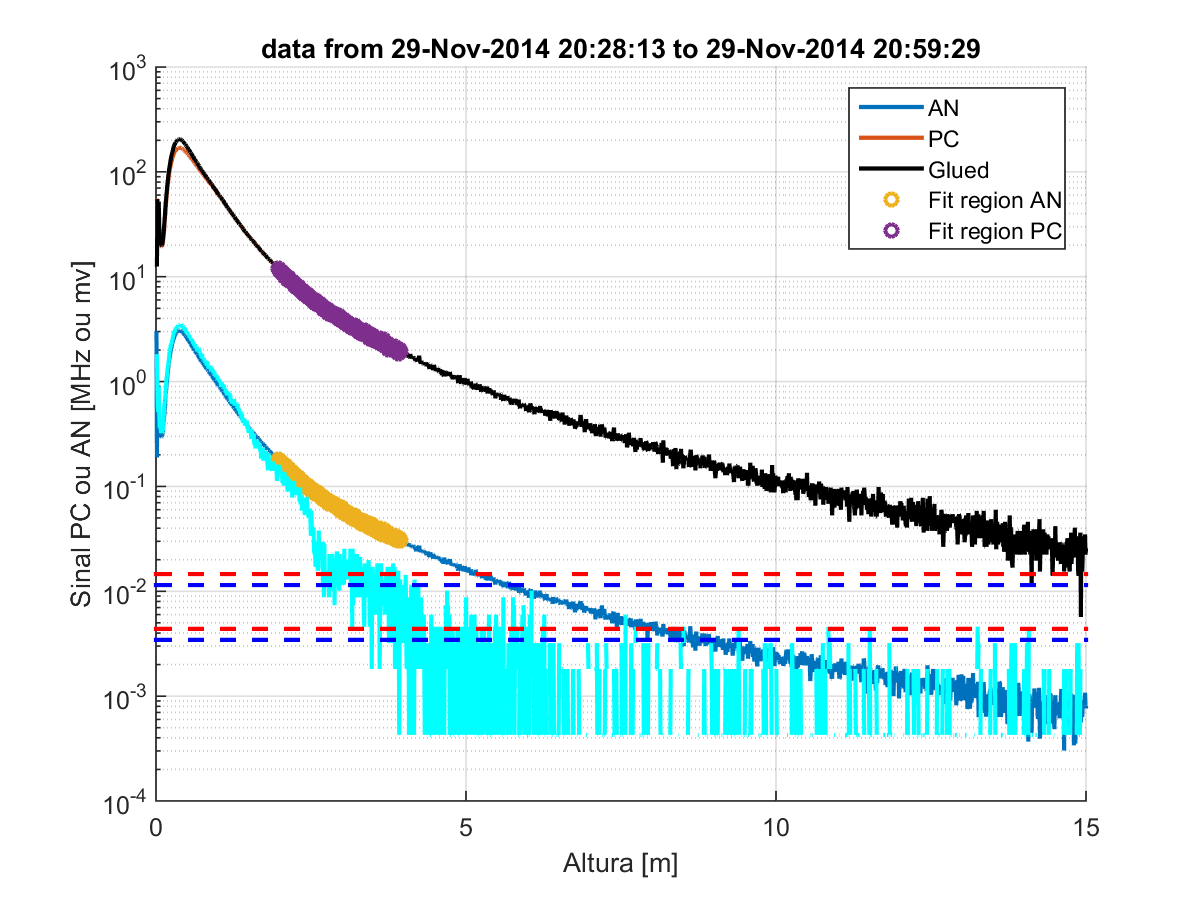 data from 29-Nov-2014 20:28:13 to 29-Nov-2014 20:59:29
10^3
10^2
10^1
10^0
10^-1
10^-2
10^-3
10^-4
Sinal PC ou AN [MHz ou mv]
AN
PC
Glued
Fit region AN
Fit region PC
0 5 10 15
Altura [m]